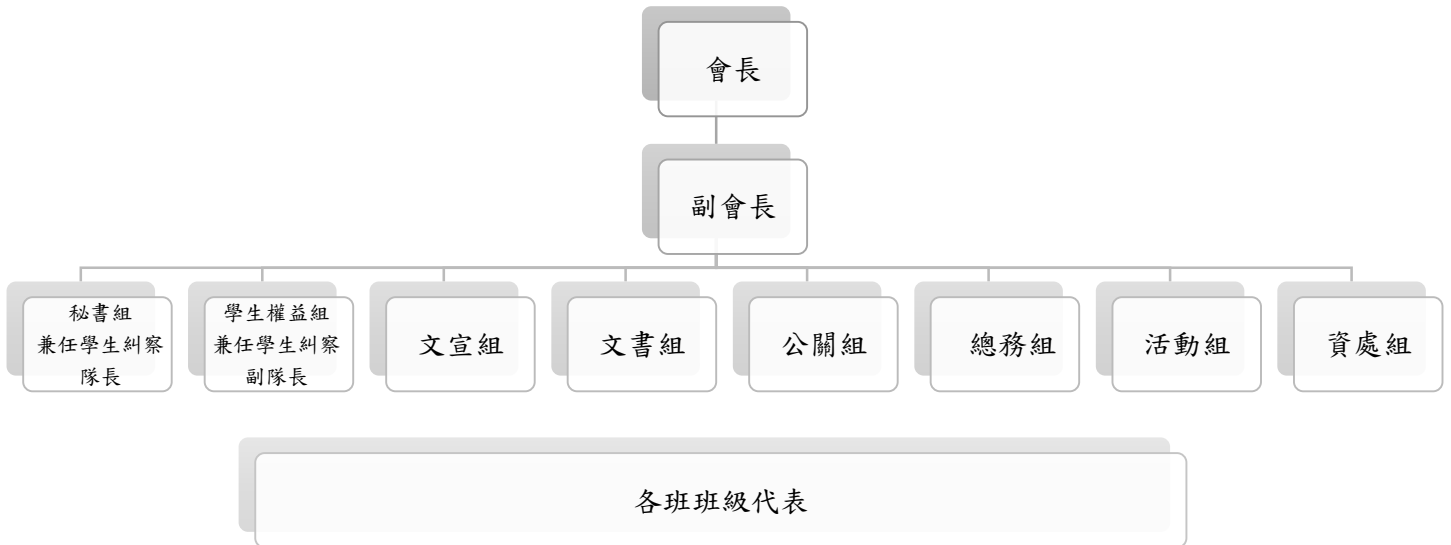 會長
副會長
秘書組
兼任學生糾察
隊長
學生權益組
兼任學生糾察
副隊長
文宣組
文書組
公關組
總務組
活動組
資處組
各班班級代表